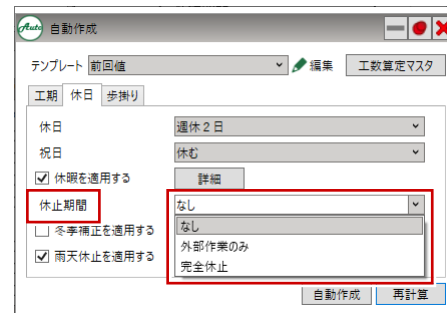 Auto 自動作成
テンプレート 前回値 編集 工数算定マスタ
工期 休日 歩掛り
休日 週休2日
祝日 休む
休暇を適用する 詳細
休止期間 なし
なし
冬季補正を適用する
外部作業のみ
雨天休止を適用する
完全休止
自動作成 再計算